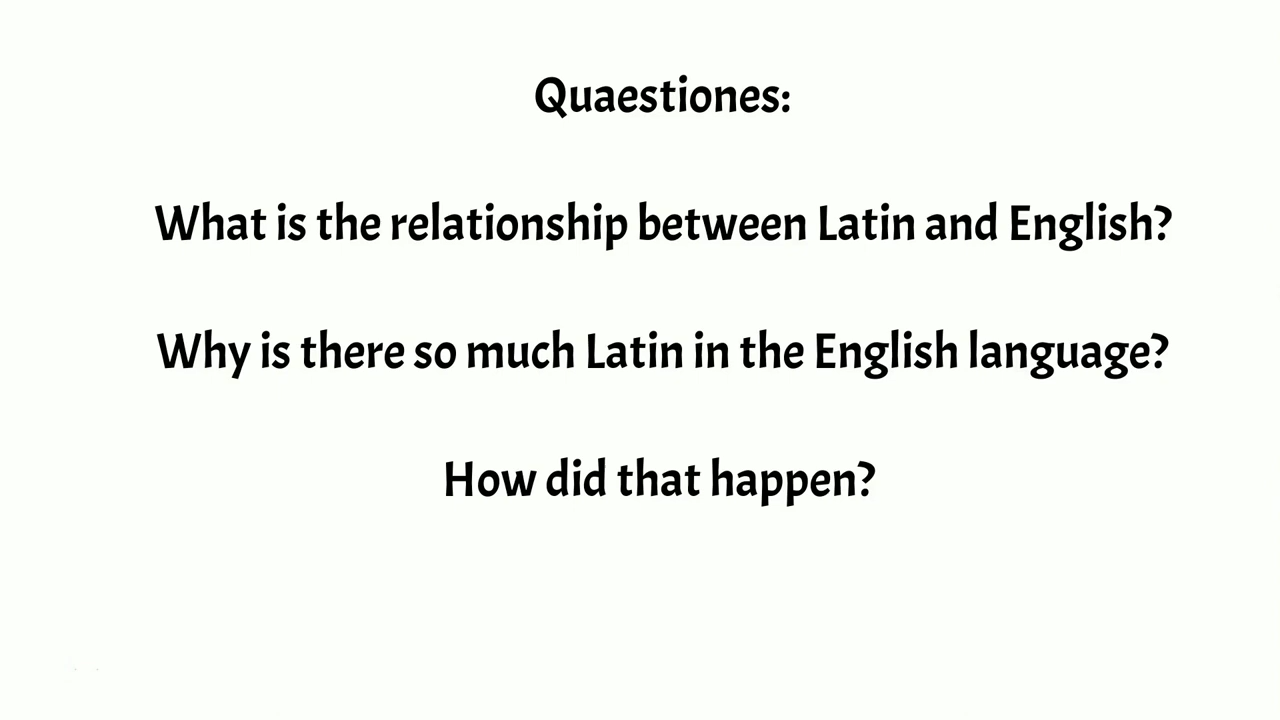 Quaestiones:
What is the relationship between Latin and English?
Why is there so much Latin in the English language?
How did that happen?